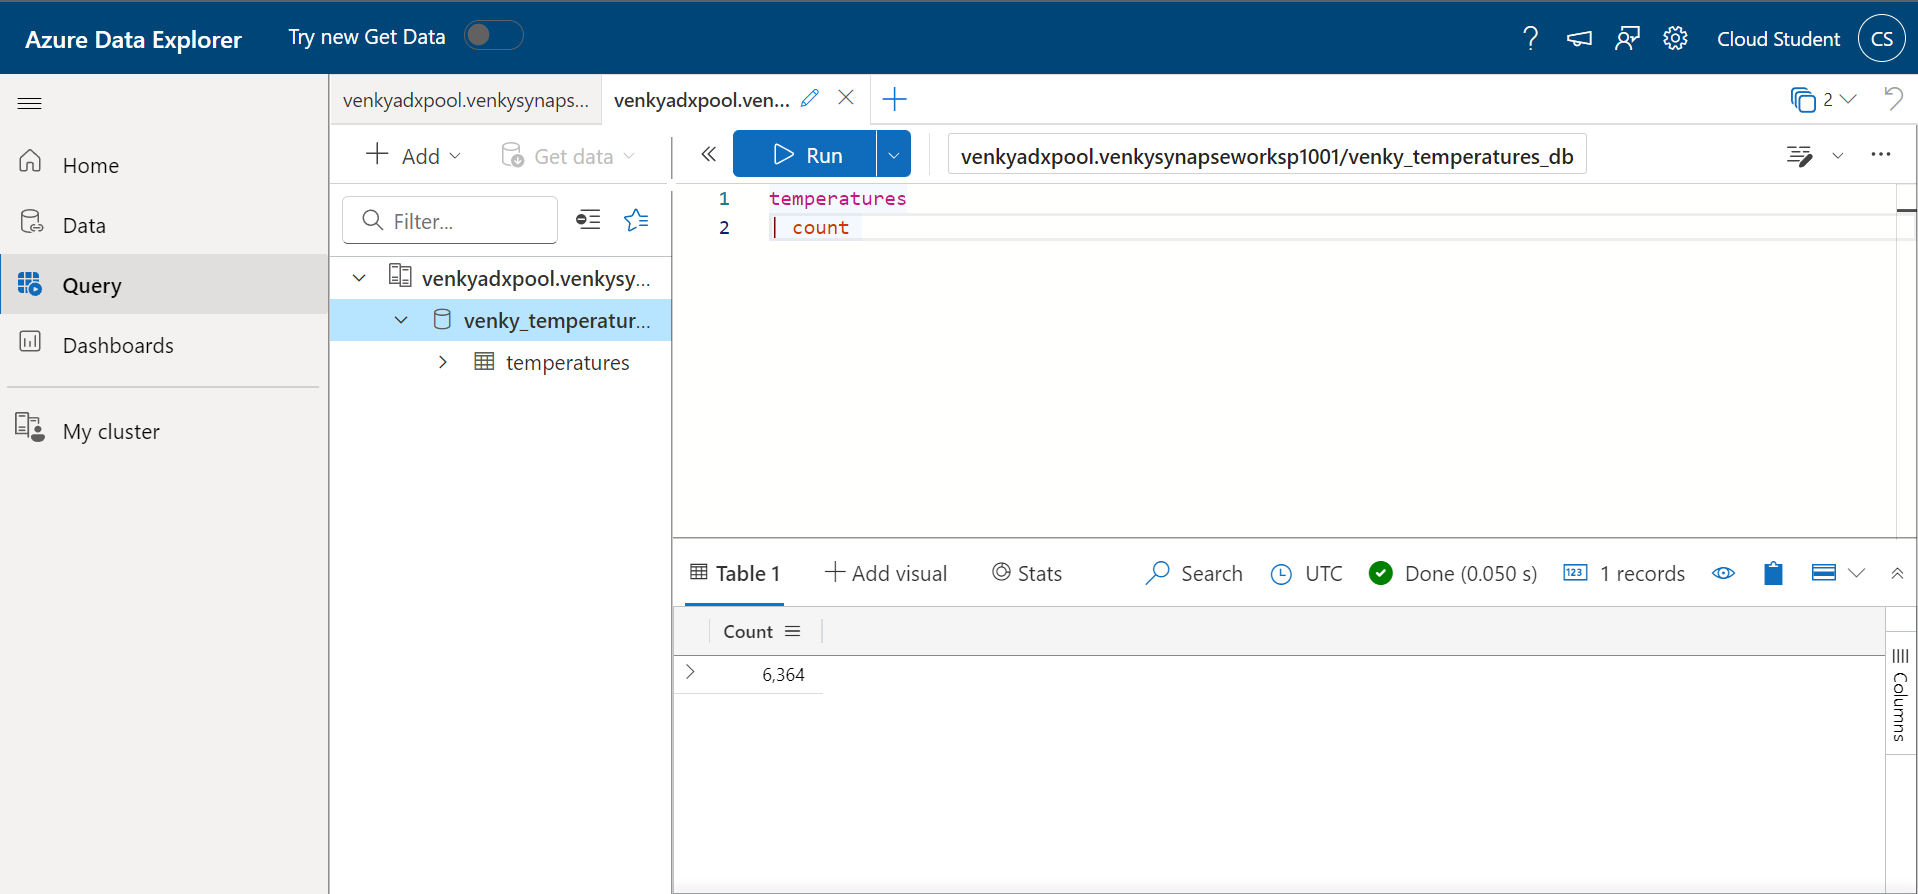 Azure Data Explorer
Try new Get Data
Cloud Student
CS
Home
Data
Query
Dashboards
My cluster
venkyadxpool.venkysynaps...
venkyadxpool.ven...
2
Add
Get data
Run
venkyadxpool.venkysynapseworksp1001/venky_temperatures_db
Filter...
venkyadxpool.venkysy...
venky_temperatur...
temperatures
1 temperatures
2 | count
Table 1
Add visual
Stats
Search
UTC
Done (0.050 s)
123
1 records
Count
6,364
Columns